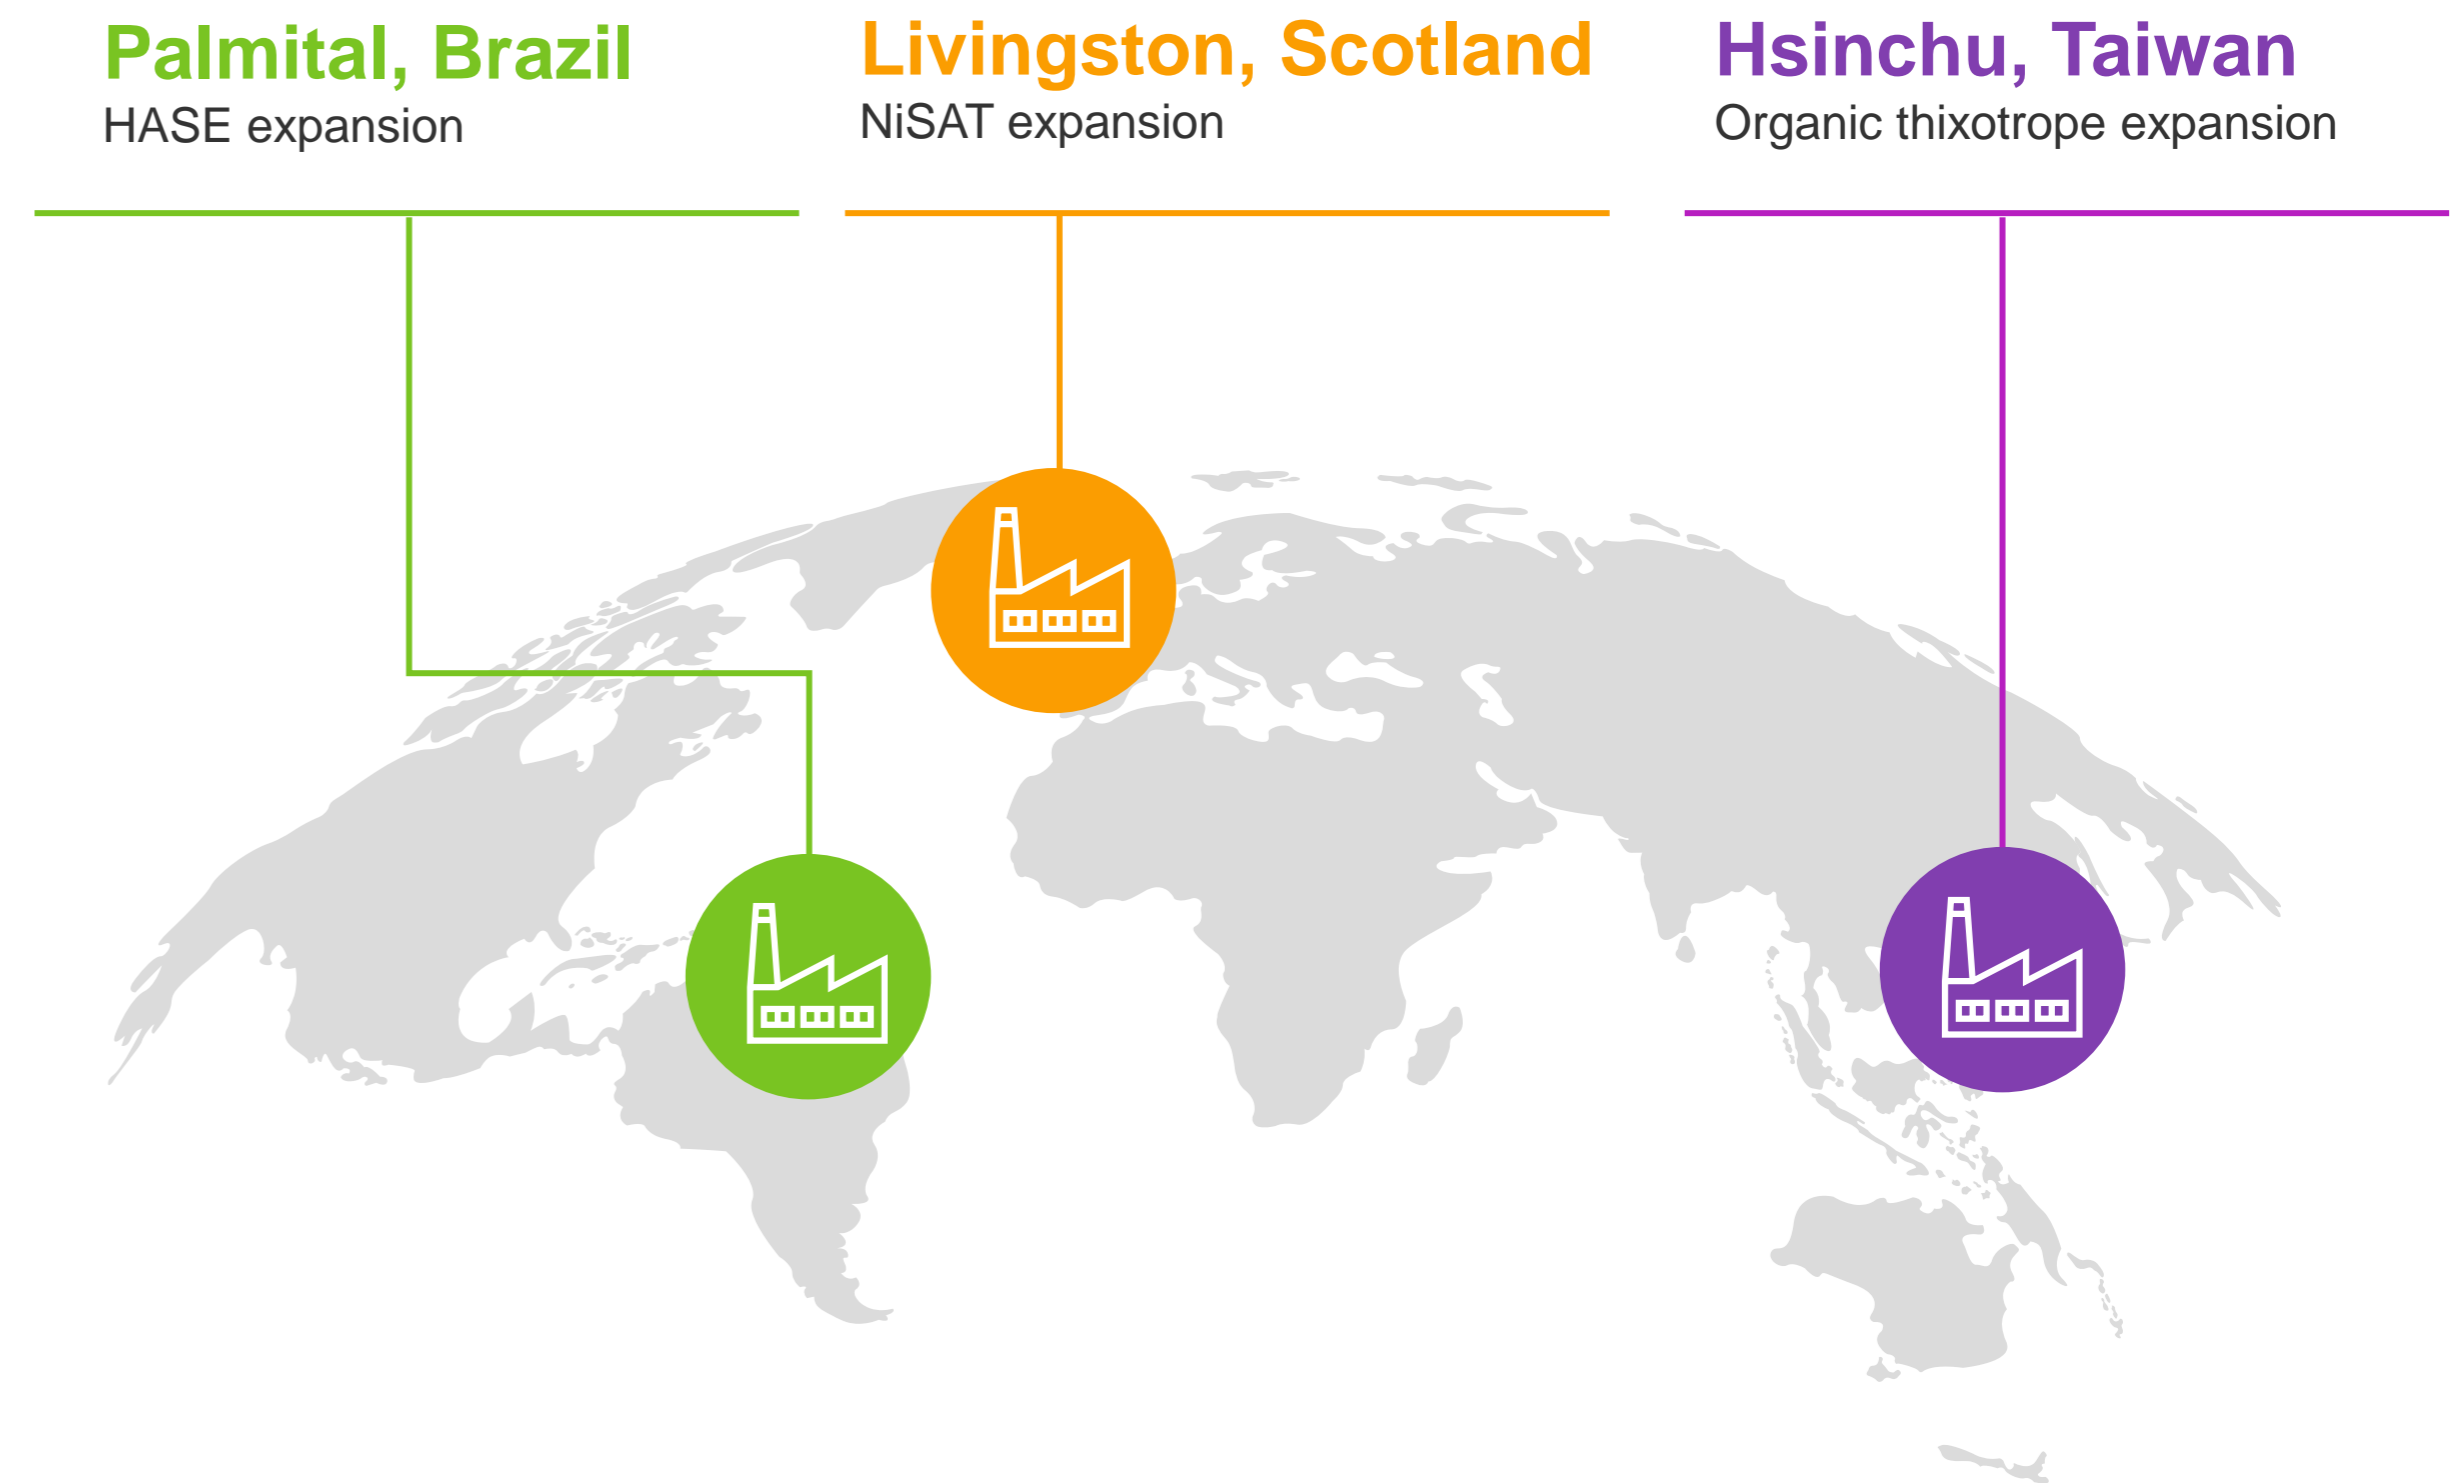 Palmital, Brazil
HASE expansion
Livingston, Scotland
NiSAT expansion
Hsinchu, Taiwan
Organic thixotrope expansion